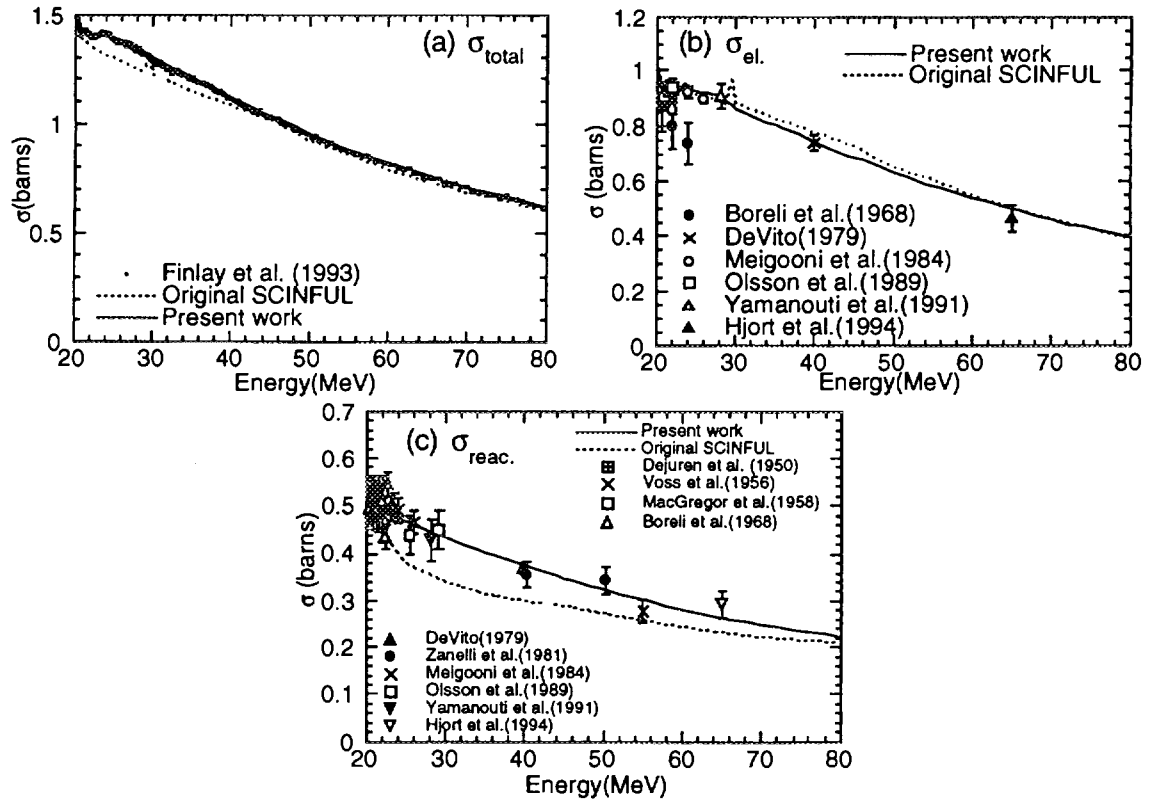 (a) σtotal
σ(barns)
1.5
1
0.5
0
Finlay et al. (1993)
Original SCINFUL
Present work
20 30 40 50 60 70 80
Energy(MeV)
(b) σel.
σ (barns)
1.2
1
0.8
0.6
0.4
0.2
0
Present work
Original SCINFUL
Boreli et al.(1968)
DeVito(1979)
Meigooni et al.(1984)
Olsson et al.(1989)
Yamanouti et al.(1991)
Hjort et al.(1994)
20 30 40 50 60 70 80
Energy(MeV)
(c) σreac.
σ (barns)
0.7
0.6
0.5
0.4
0.3
0.2
0.1
0
Present work
Original SCINFUL
Dejuren et al. (1950)
Voss et al.(1956)
MacGregor et al.(1958)
Boreli et al.(1968)
DeVito(1979)
Zanelli et al.(1981)
Meigooni et al.(1984)
Olsson et al.(1989)
Yamanouti et al.(1991)
Hjort et al.(1994)
20 30 40 50 60 70 80
Energy(MeV)